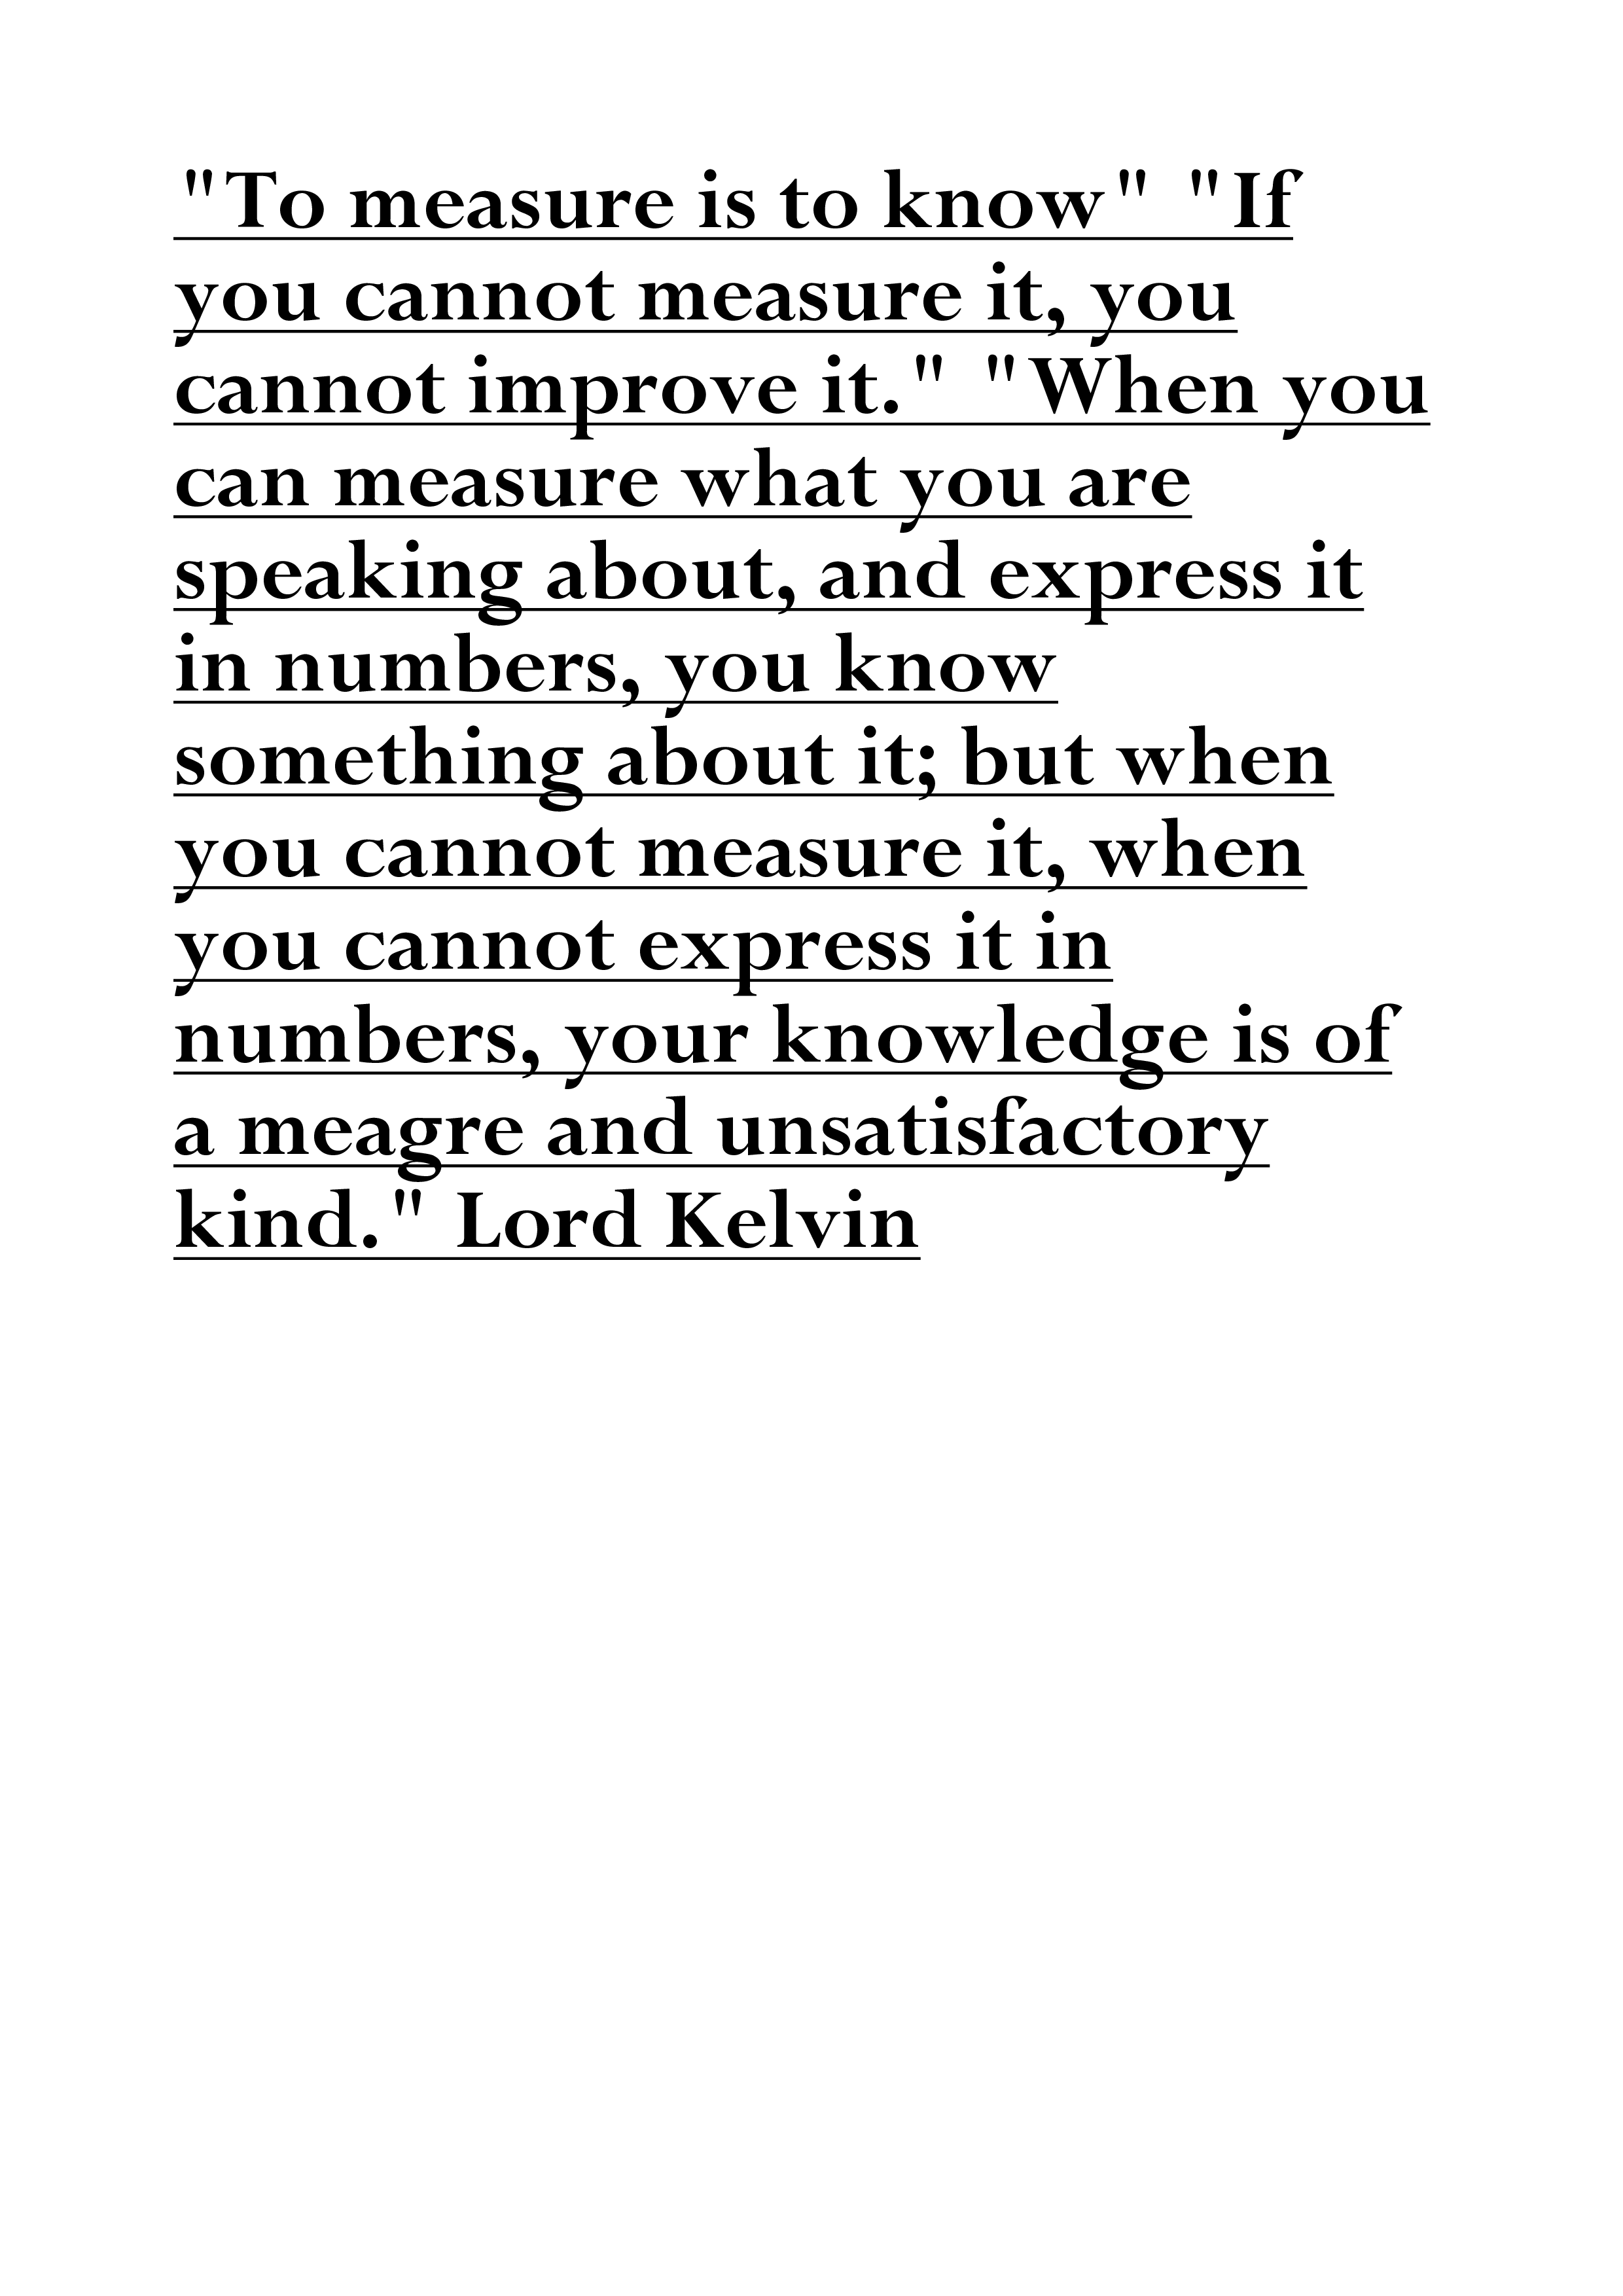 "To measure is to know" "If
you cannot measure it, you
cannot improve it." "When you
can measure what you are
speaking about, and express it
in numbers, you know
something about it; but when
you cannot measure it, when
you cannot express it in
numbers, your knowledge is of
a meagre and unsatisfactory
kind." Lord Kelvin